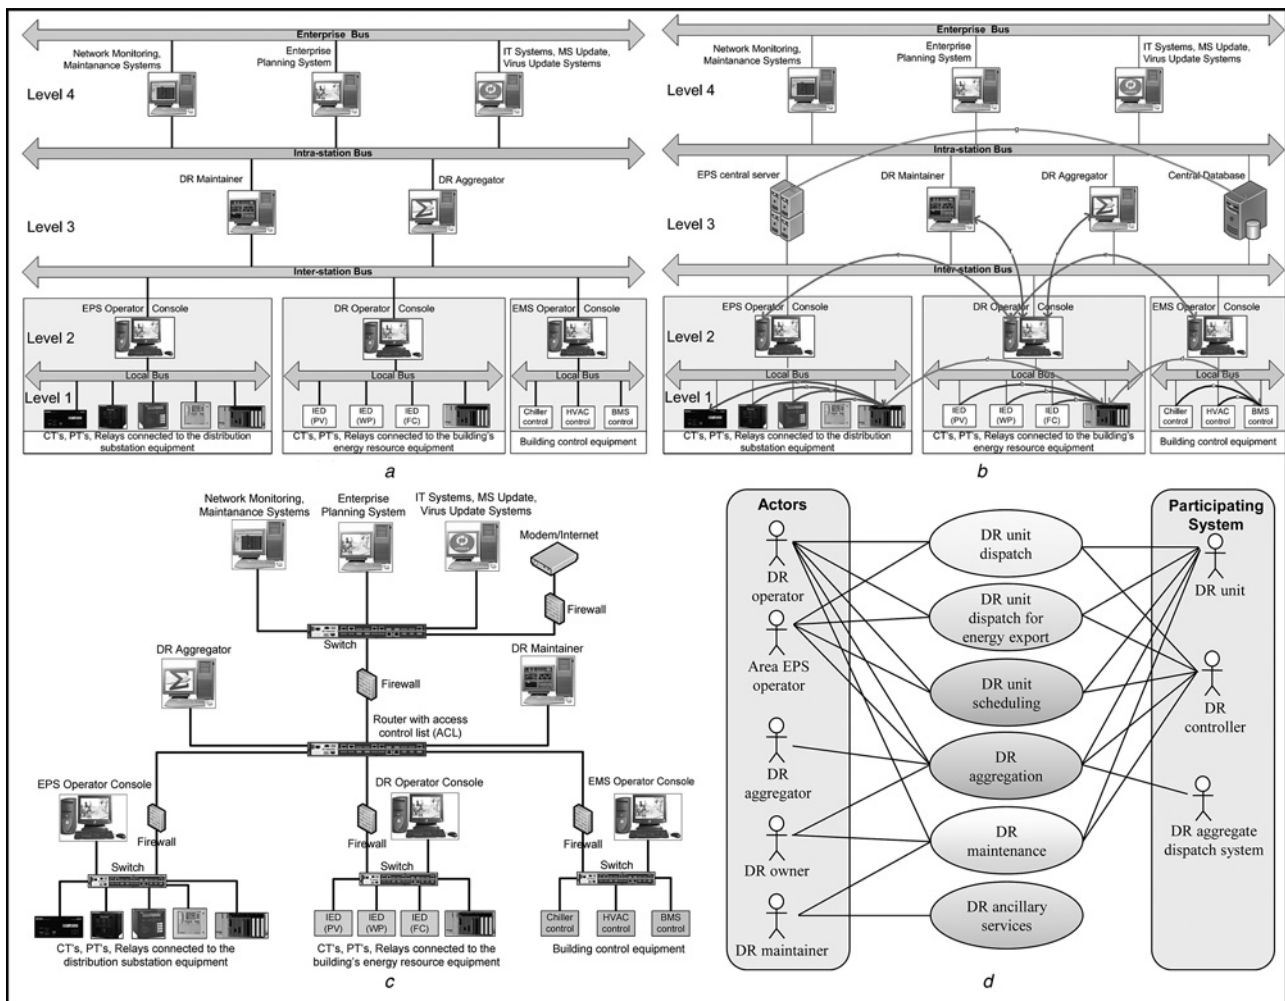 Enterprise Bus
Network Monitoring,
Maintanance Systems
Enterprise
Planning System
IT Systems, MS Update,
Virus Update Systems
Level 4
Intra-station Bus
DR Maintainer
DR Aggregator
Level 3
Inter-station Bus
EPS Operator Console
DR Operator Console
EMS Operator Console
Level 2
Local Bus
Local Bus
Local Bus
Level 1
IED
(PV)
IED
(WP)
IED
(FC)
Chiller
control
HVAC
control
BMS
control
CT's, PT's, Relays connected to the distribution
substation equipment
CT's, PT's, Relays connected to the building's
energy resource equipment
Building control equipment
a
Enterprise Bus
Network Monitoring,
Maintanance Systems
Enterprise
Planning System
IT Systems, MS Update,
Virus Update Systems
Level 4
Intra-station Bus
EPS central server
DR Maintainer
DR Aggregator
Central Database
Level 3
Inter-station Bus
EPS Operator Console
DR Operator Console
EMS Operator Console
Level 2
Local Bus
Local Bus
Local Bus
Level 1
IED
(PV)
IED
(WP)
IED
(FC)
Chiller
control
HVAC
control
BMS
control
CT's, PT's, Relays connected to the distribution
substation equipment
CT's, PT's, Relays connected to the building's
energy resource equipment
Building control equipment
b
Network Monitoring,
Maintanance Systems
Enterprise
Planning System
IT Systems, MS Update,
Virus Update Systems
Modem/Internet
Firewall
Switch
DR Aggregator
DR Maintainer
Firewall
Router with access
control list (ACL)
EPS Operator Console
DR Operator Console
EMS Operator Console
Firewall
Firewall
Firewall
Switch
Switch
Switch
IED
(PV)
IED
(WP)
IED
(FC)
Chiller
control
HVAC
control
BMS
control
CT's, PT's, Relays connected to the
distribution substation equipment
CT's, PT's, Relays connected to the
building's energy resource equipment
Building control equipment
c
Actors
DR
operator
Area EPS
operator
DR
aggregator
DR owner
DR maintainer
DR unit
dispatch
DR unit
dispatch for
energy export
DR unit
scheduling
DR
aggregation
DR
maintenance
DR ancillary
services
Participating
System
DR unit
DR
controller
DR aggregate
dispatch system
d